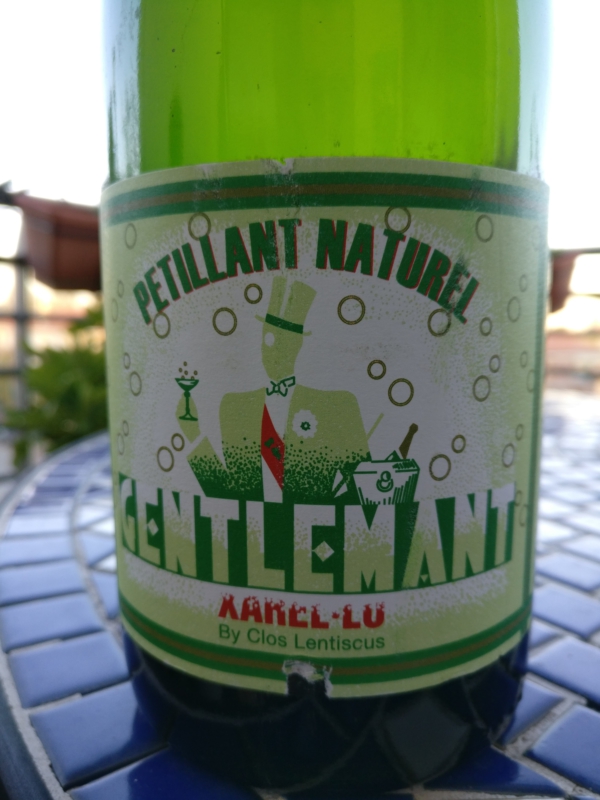 PETILLANT NATUREL
GENTLEMANT
XAREL·LO
By Clos Lentiscus